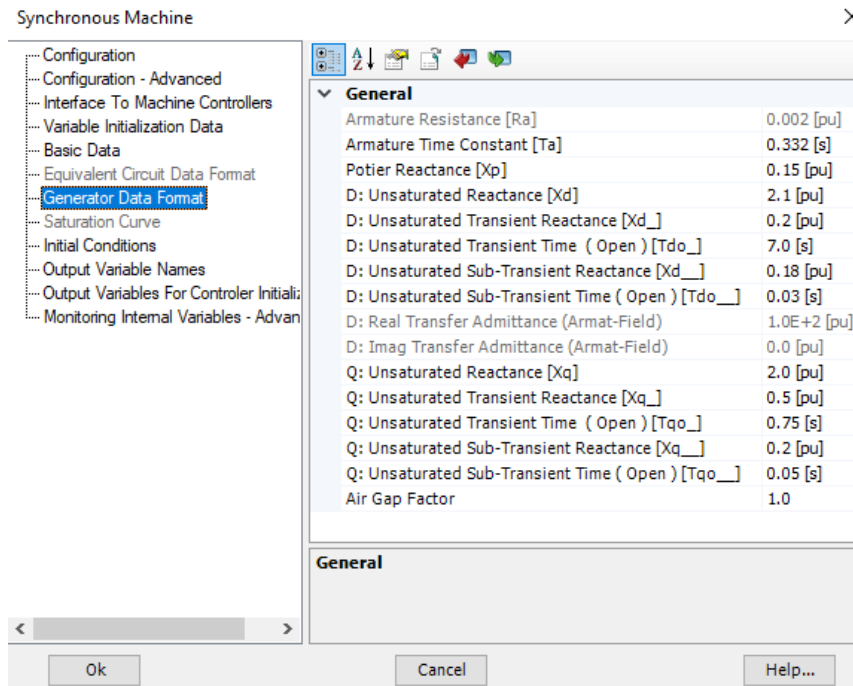 Synchronous Machine
Configuration
Configuration - Advanced
Interface To Machine Controllers
Variable Initialization Data
Basic Data
Equivalent Circuit Data Format
Generator Data Format
Saturation Curve
Initial Conditions
Output Variable Names
Output Variables For Controler Initializ
Monitoring Internal Variables - Advan
General
Armature Resistance [Ra] 0.002 [pu]
Armature Time Constant [Ta] 0.332 [s]
Potier Reactance [Xp] 0.15 [pu]
D: Unsaturated Reactance [Xd] 2.1 [pu]
D: Unsaturated Transient Reactance [Xd_] 0.2 [pu]
D: Unsaturated Transient Time ( Open ) [Tdo_] 7.0 [s]
D: Unsaturated Sub-Transient Reactance [Xd__] 0.18 [pu]
D: Unsaturated Sub-Transient Time ( Open ) [Tdo__] 0.03 [s]
D: Real Transfer Admittance (Armat-Field) 1.0E+2 [pu]
D: Imag Transfer Admittance (Armat-Field) 0.0 [pu]
Q: Unsaturated Reactance [Xq] 2.0 [pu]
Q: Unsaturated Transient Reactance [Xq_] 0.5 [pu]
Q: Unsaturated Transient Time ( Open ) [Tqo_] 0.75 [s]
Q: Unsaturated Sub-Transient Reactance [Xq__] 0.2 [pu]
Q: Unsaturated Sub-Transient Time ( Open ) [Tqo__] 0.05 [s]
Air Gap Factor 1.0
General
Ok Cancel Help...